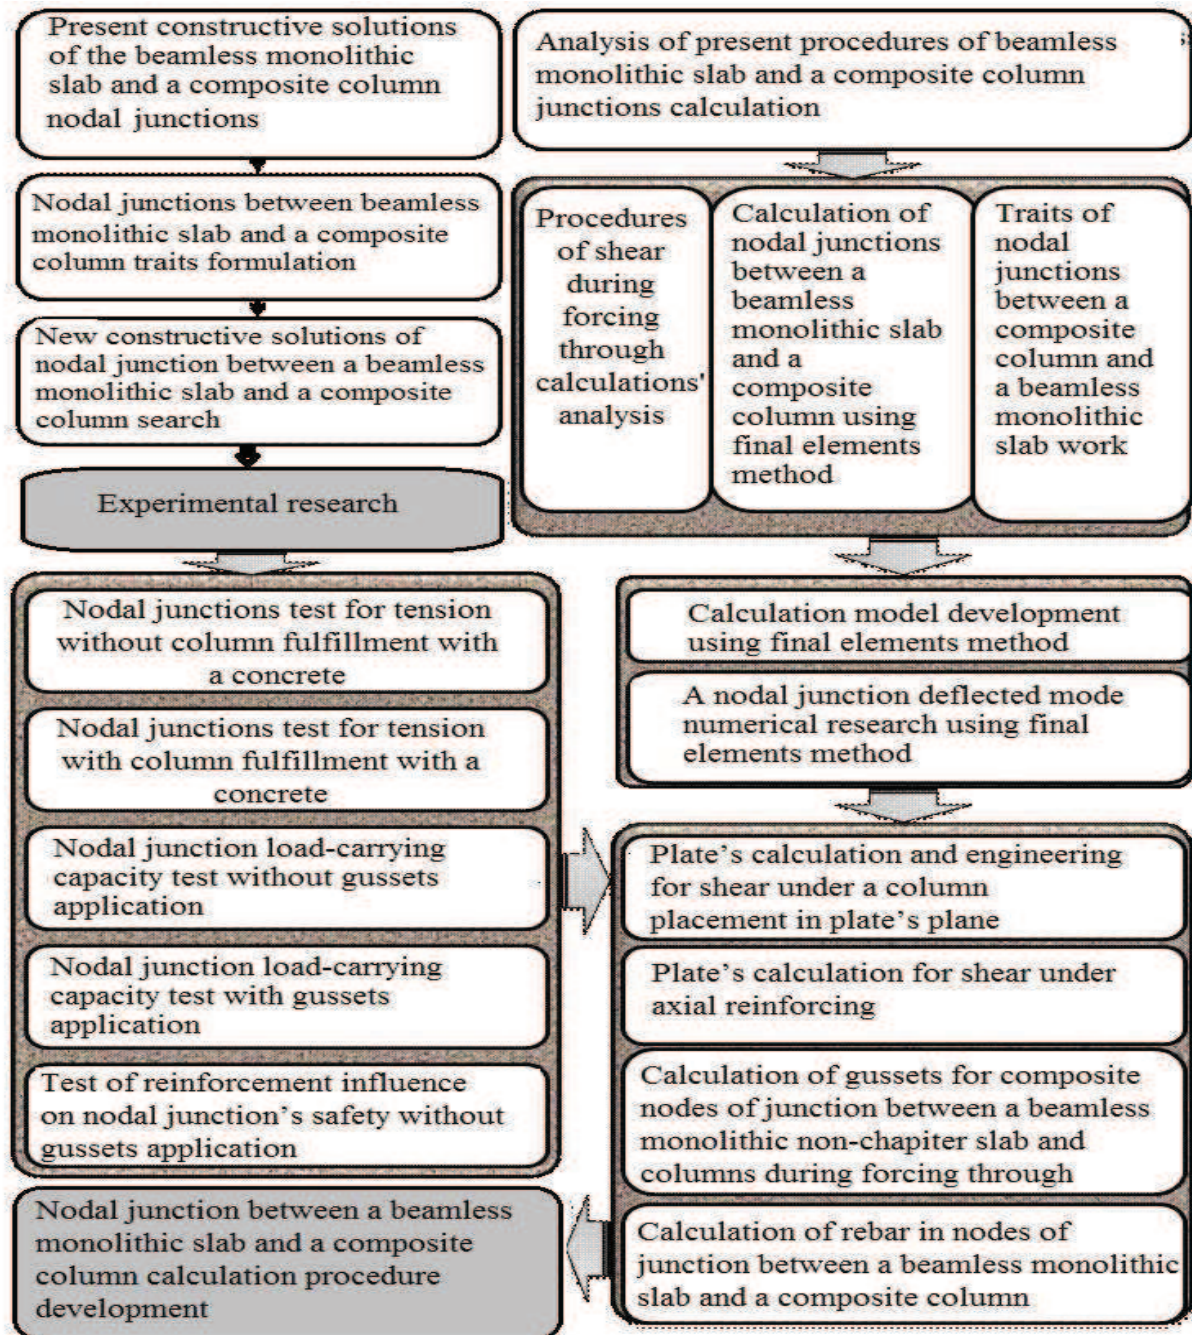 Present constructive solutions
of the beamless monolithic
slab and a composite column
nodal junctions
Nodal junctions between beamless
monolithic slab and a composite
column traits formulation
New constructive solutions of
nodal junction between a beamless
monolithic slab and a composite
column search
Experimental research
Nodal junctions test for tension
without column fulfillment with
a concrete
Nodal junctions test for tension
with column fulfillment with a
concrete
Nodal junction load-carrying
capacity test without gussets
application
Nodal junction load-carrying
capacity test with gussets
application
Test of reinforcement influence
on nodal junction's safety without
gussets application
Analysis of present procedures of beamless
monolithic slab and a composite column
junctions calculation
Procedures
of shear
during
forcing
through
calculations'
analysis
Calculation of
nodal junctions
between a
beamless
monolithic slab
and a
composite
column using
final elements
method
Traits of
nodal
junctions
between a
composite
column and
a beamless
monolithic
slab work
Calculation model development
using final elements method
A nodal junction deflected mode
numerical research using final
elements method
Plate's calculation and engineering
for shear under a column
placement in plate's plane
Plate's calculation for shear under
axial reinforcing
Calculation of gussets for composite
nodes of junction between a beamless
monolithic non-chapiter slab and
columns during forcing through
Calculation of rebar in nodes of
junction between a beamless monolithic
slab and a composite column
Nodal junction between a beamless
monolithic slab and a composite
column calculation procedure
development